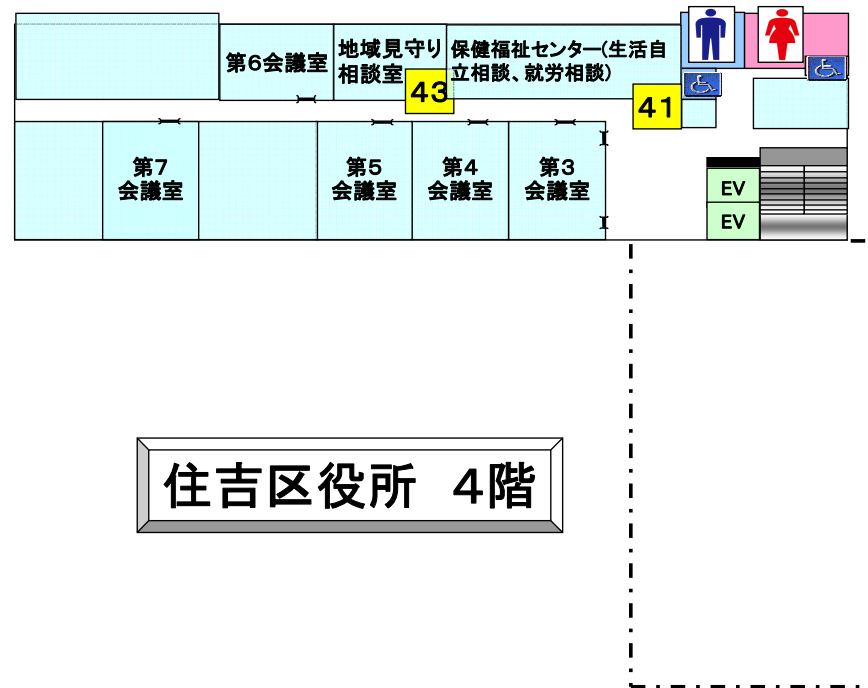 第6会議室
地域見守り
相談室
43
保健福祉センター(生活自
立相談、就労相談)
41
第7
会議室
第5
会議室
第4
会議室
第3
会議室
EV
EV
住吉区役所　4階